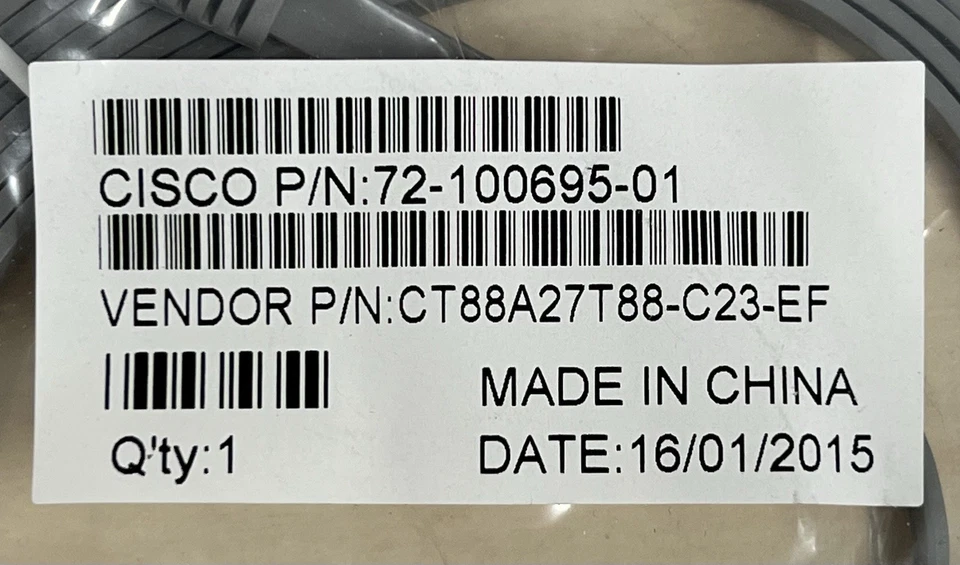 CISCO P/N:72-100695-01
VENDOR P/N:CT88A27T88-C23-EF
MADE IN CHINA
Q'ty:1 DATE:16/01/2015